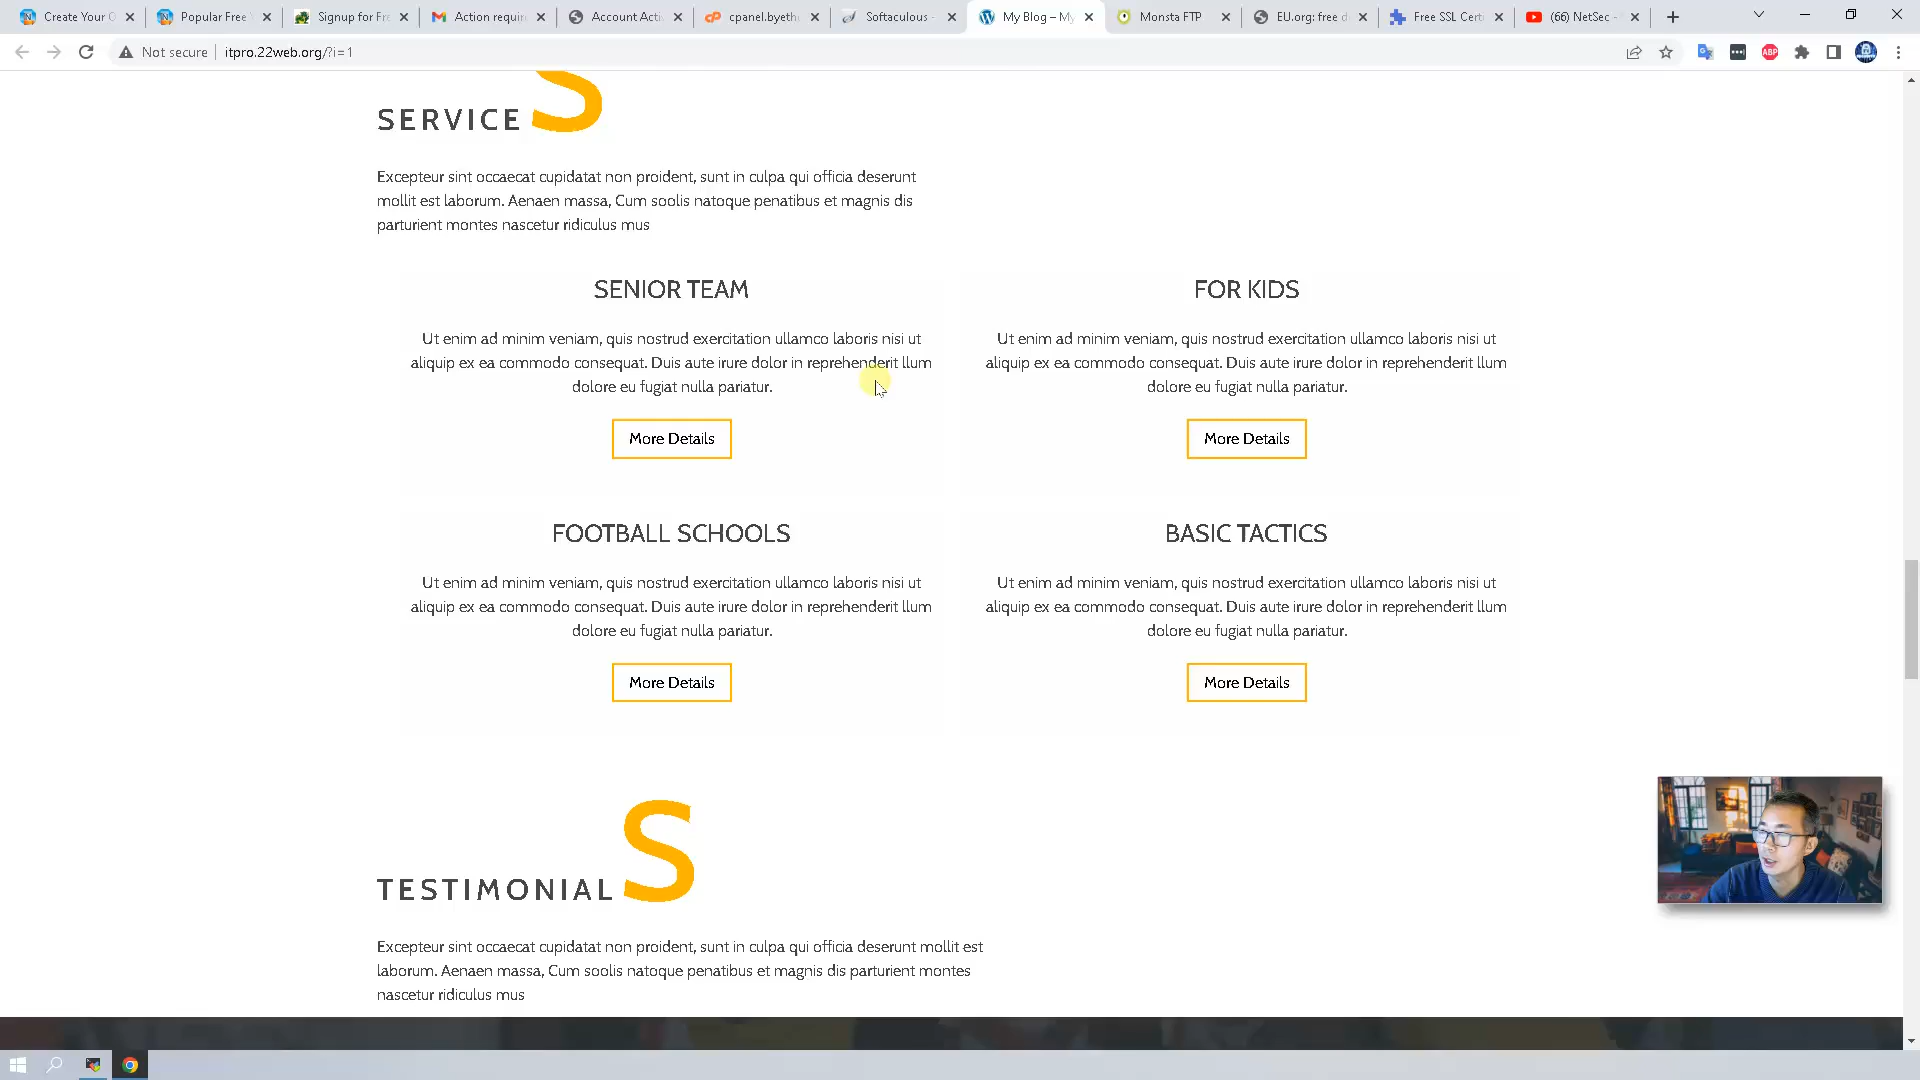 Create Your O
Popular Free
Signup for Fre
Action requir
Account Acti
cpanel.byeth
Softaculous -
My Blog – My
Monsta FTP
EU.org: free d
Free SSL Cert
(66) NetSec -
Not secure
itpro.22web.org/?i=1
ABP
SERVICES
Excepteur sint occaecat cupidatat non proident, sunt in culpa qui officia deserunt
mollit est laborum. Aenaen massa, Cum soolis natoque penatibus et magnis dis
parturient montes nascetur ridiculus mus
SENIOR TEAM
Ut enim ad minim veniam, quis nostrud exercitation ullamco laboris nisi ut
aliquip ex ea commodo consequat. Duis aute irure dolor in reprehenderit llum
dolore eu fugiat nulla pariatur.
More Details
FOR KIDS
Ut enim ad minim veniam, quis nostrud exercitation ullamco laboris nisi ut
aliquip ex ea commodo consequat. Duis aute irure dolor in reprehenderit llum
dolore eu fugiat nulla pariatur.
More Details
FOOTBALL SCHOOLS
Ut enim ad minim veniam, quis nostrud exercitation ullamco laboris nisi ut
aliquip ex ea commodo consequat. Duis aute irure dolor in reprehenderit llum
dolore eu fugiat nulla pariatur.
More Details
BASIC TACTICS
Ut enim ad minim veniam, quis nostrud exercitation ullamco laboris nisi ut
aliquip ex ea commodo consequat. Duis aute irure dolor in reprehenderit llum
dolore eu fugiat nulla pariatur.
More Details
TESTIMONIALS
Excepteur sint occaecat cupidatat non proident, sunt in culpa qui officia deserunt mollit est
laborum. Aenaen massa, Cum soolis natoque penatibus et magnis dis parturient montes
nascetur ridiculus mus